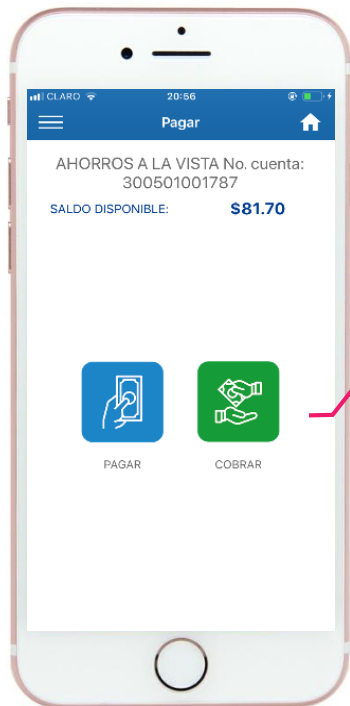 CLARO 20:56
Pagar
AHORROS A LA VISTA No. cuenta:
300501001787
SALDO DISPONIBLE: $81.70
PAGAR COBRAR